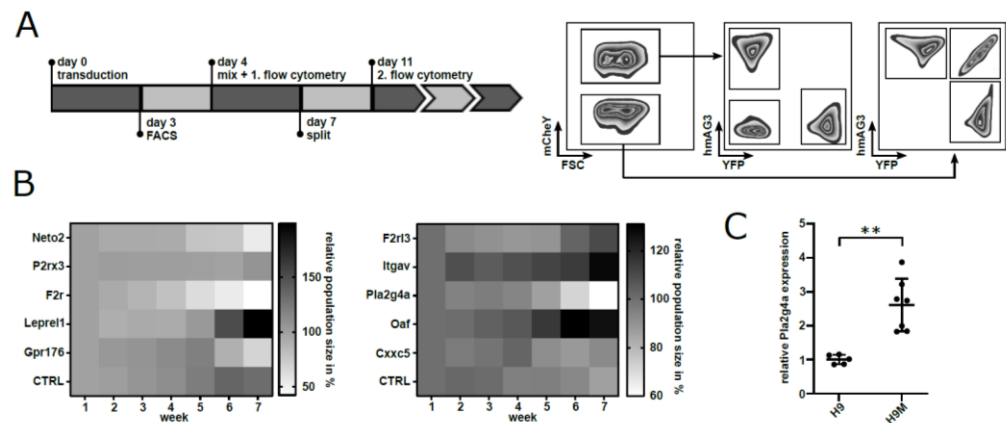 A
day 0
transduction
day 4
mix + 1. flow cytometry
day 11
2. flow cytometry
day 3
FACS
day 7
split
mCheY
FSC
hmAG3
YFP
hmAG3
YFP
B
Neto2
P2rx3
F2r
Leprel1
Gpr176
CTRL
1 2 3 4 5 6 7
week
150
100
50
relative population size in %
F2rl3
Itgav
Pla2g4a
Oaf
Cxxc5
CTRL
1 2 3 4 5 6 7
week
120
100
80
60
relative population size in %
C
relative Pla2g4a expression
5
4
3
2
1
0
**
H9
H9M